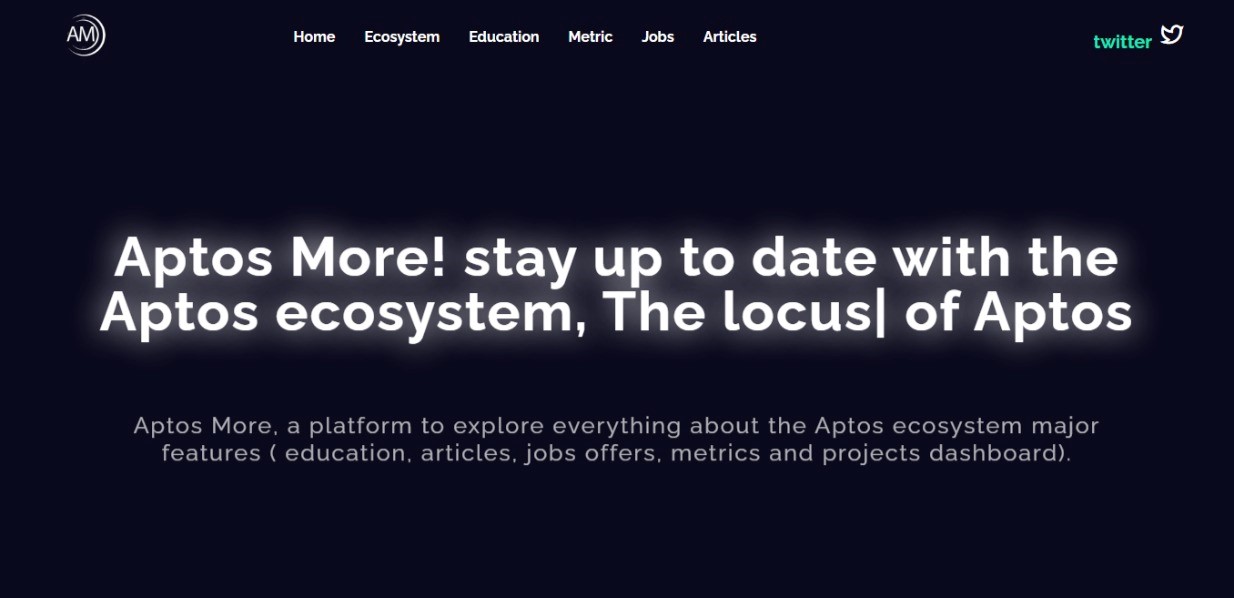 AM
Home Ecosystem Education Metric Jobs Articles
twitter
Aptos More! stay up to date with the
Aptos ecosystem, The locus| of Aptos
Aptos More, a platform to explore everything about the Aptos ecosystem major
features ( education, articles, jobs offers, metrics and projects dashboard).